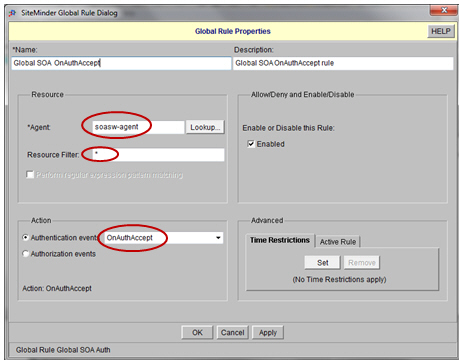 SiteMinder Global Rule Dialog
Global Rule Properties
HELP
*Name:
Description:
Global SOA OnAuthAccept
Global SOA OnAuthAccept rule
Resource
Allow/Deny and Enable/Disable
*Agent:
soasw-agent
Lookup...
Enable or Disable this Rule:
Resource Filter:
*
Enabled
Perform regular expression pattern matching
Action
Advanced
Authentication events
OnAuthAccept
Time Restrictions
Active Rule
Authorization events
Set
Remove
(No Time Restrictions apply)
Action: OnAuthAccept
OK
Cancel
Apply
Global Rule Global SOA Auth